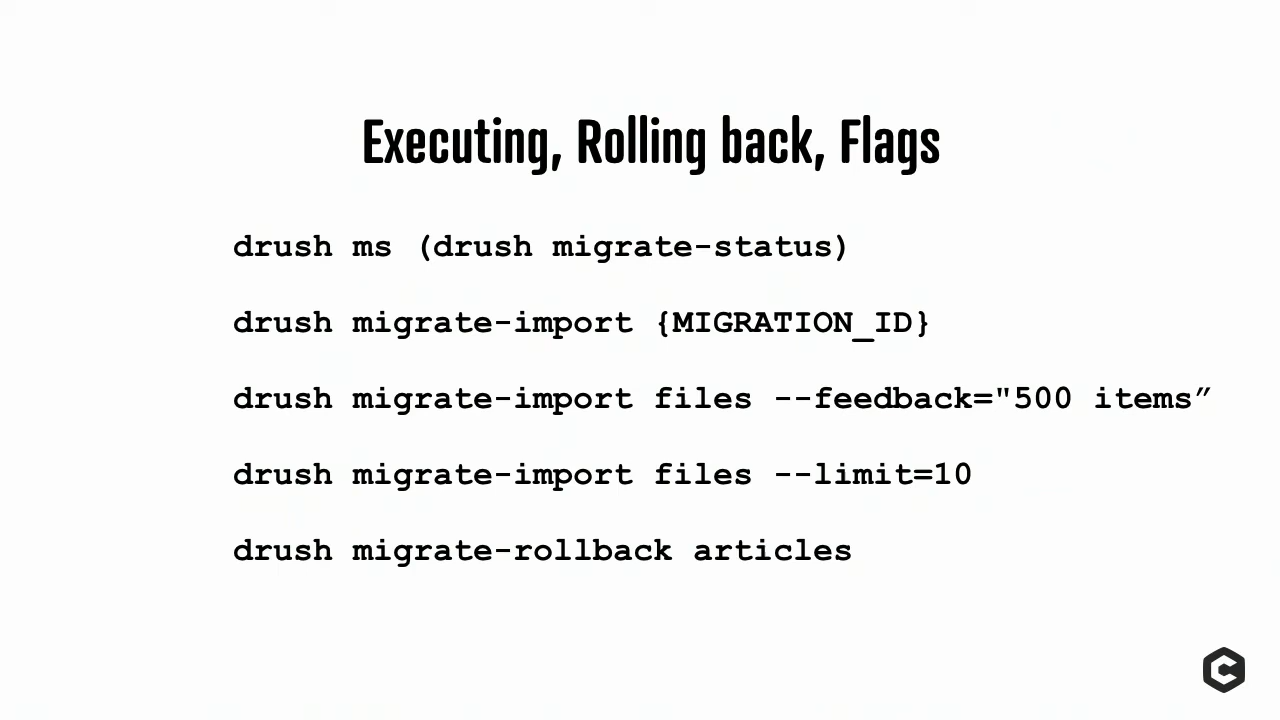 Executing, Rolling back, Flags
drush ms (drush migrate-status)
drush migrate-import {MIGRATION_ID}
drush migrate-import files --feedback="500 items”
drush migrate-import files --limit=10
drush migrate-rollback articles